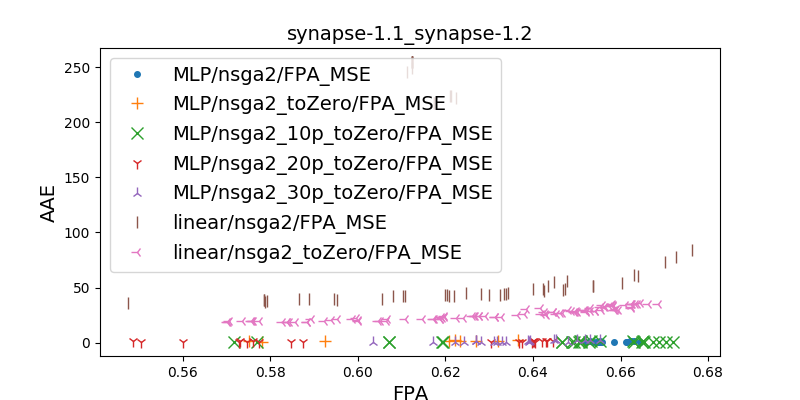 synapse-1.1_synapse-1.2
250
200
150
100
50
0
AAE
MLP/nsga2/FPA_MSE
MLP/nsga2_toZero/FPA_MSE
MLP/nsga2_10p_toZero/FPA_MSE
MLP/nsga2_20p_toZero/FPA_MSE
MLP/nsga2_30p_toZero/FPA_MSE
linear/nsga2/FPA_MSE
linear/nsga2_toZero/FPA_MSE
0.56 0.58 0.60 0.62 0.64 0.66 0.68
FPA